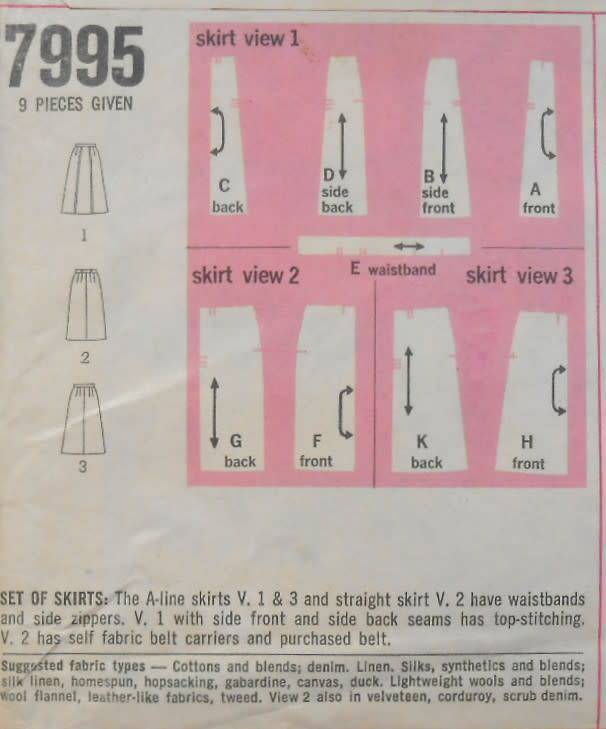 7995
9 PIECES GIVEN
1
2
3
skirt view 1
C
back
D
side
back
B
side
front
A
front
E waistband
skirt view 2
skirt view 3
G
back
F
front
K
back
H
front
SET OF SKIRTS: The A-line skirts V. 1 & 3 and straight skirt V. 2 have waistbands
and side zippers. V. 1 with side front and side back seams has top-stitching.
V. 2 has self fabric belt carriers and purchased belt.
Suggested fabric types — Cottons and blends; denim. Linen. Silks, synthetics and blends;
silk linen, homespun, hopsacking, gabardine, canvas, duck. Lightweight wools and blends;
wool flannel, leather-like fabrics, tweed. View 2 also in velveteen, corduroy, scrub denim.